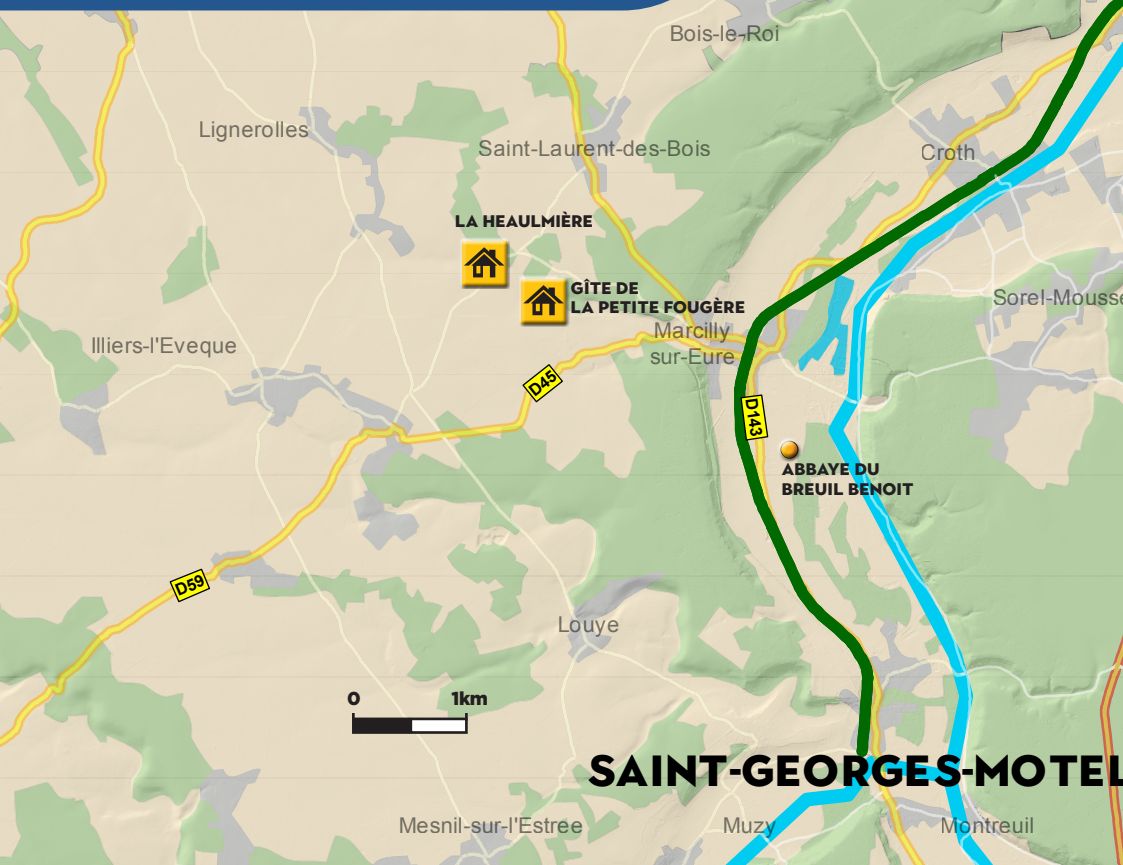 Bois-le-Roi
Lignerolles
Saint-Laurent-des-Bois
Croth
LA HEAULMIÈRE
GÎTE DE
LA PETITE FOUGÈRE
Sorel-Mousse
Marcilly
sur-Eure
Illiers-l'Eveque
D45
D143
ABBAYE DU
BREUIL BENOIT
D59
Louye
0 1km
SAINT-GEORGES-MOTEL
Mesnil-sur-l'Estree
Muzy
Montreuil